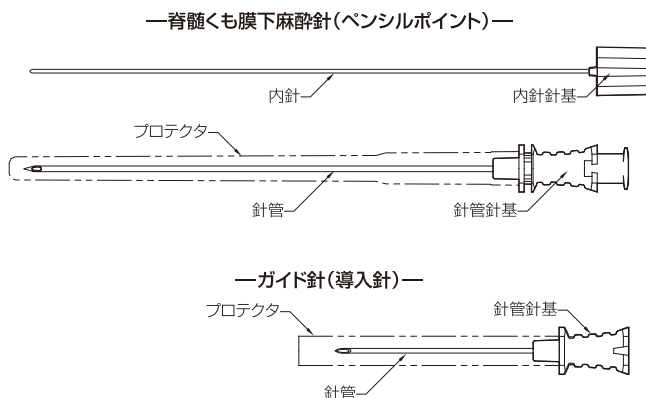 脊髄くも膜下麻酔針(ペンシルポイント)
内針
内針針基
プロテクタ
針管
針管針基
ガイド針(導入針)
プロテクタ
針管針基
針管